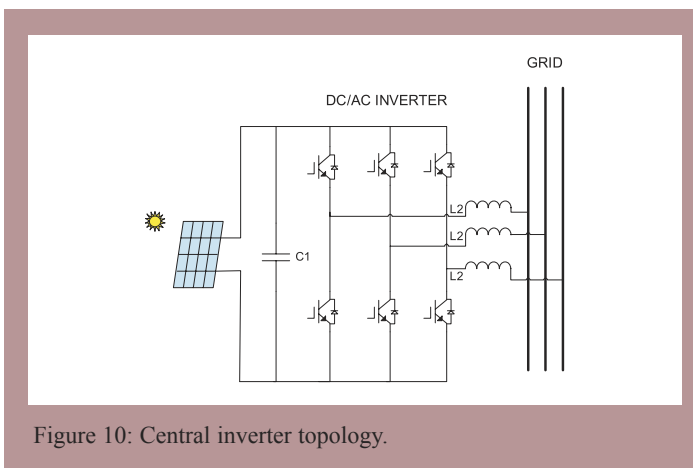 GRID
DC/AC INVERTER
L2
L2
C1
L2
Figure 10: Central inverter topology.